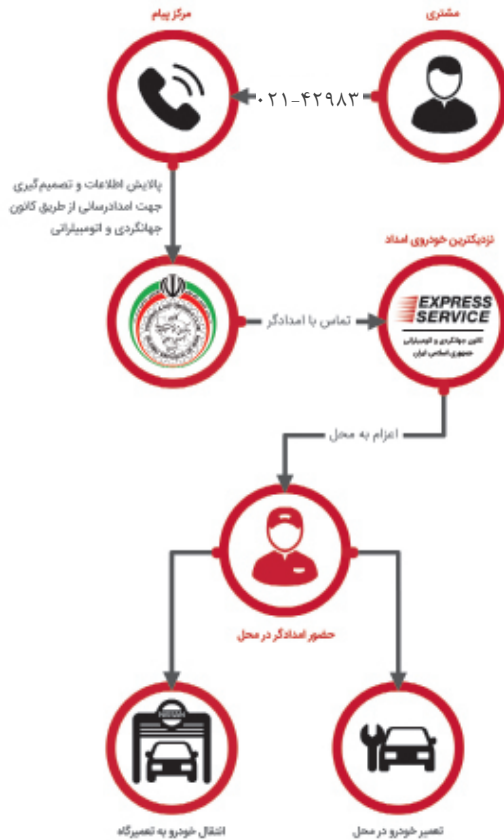 مشتری
مرکز پیام
۰۲۱-۴۲۹۸۳
پالایش اطلاعات و تصمیم‌گیری
جهت امدادرسانی از طریق کانون
جهانگردی و اتومبیلرانی
نزدیکترین خودروی امداد
EXPRESS
SERVICE
کانون جهانگردی و اتومبیلرانی
جمهوری اسلامی ایران
تماس با امدادگر
اعزام به محل
حضور امدادگر در محل
NISSAN
تعمیر خودرو در محل
انتقال خودرو به تعمیرگاه